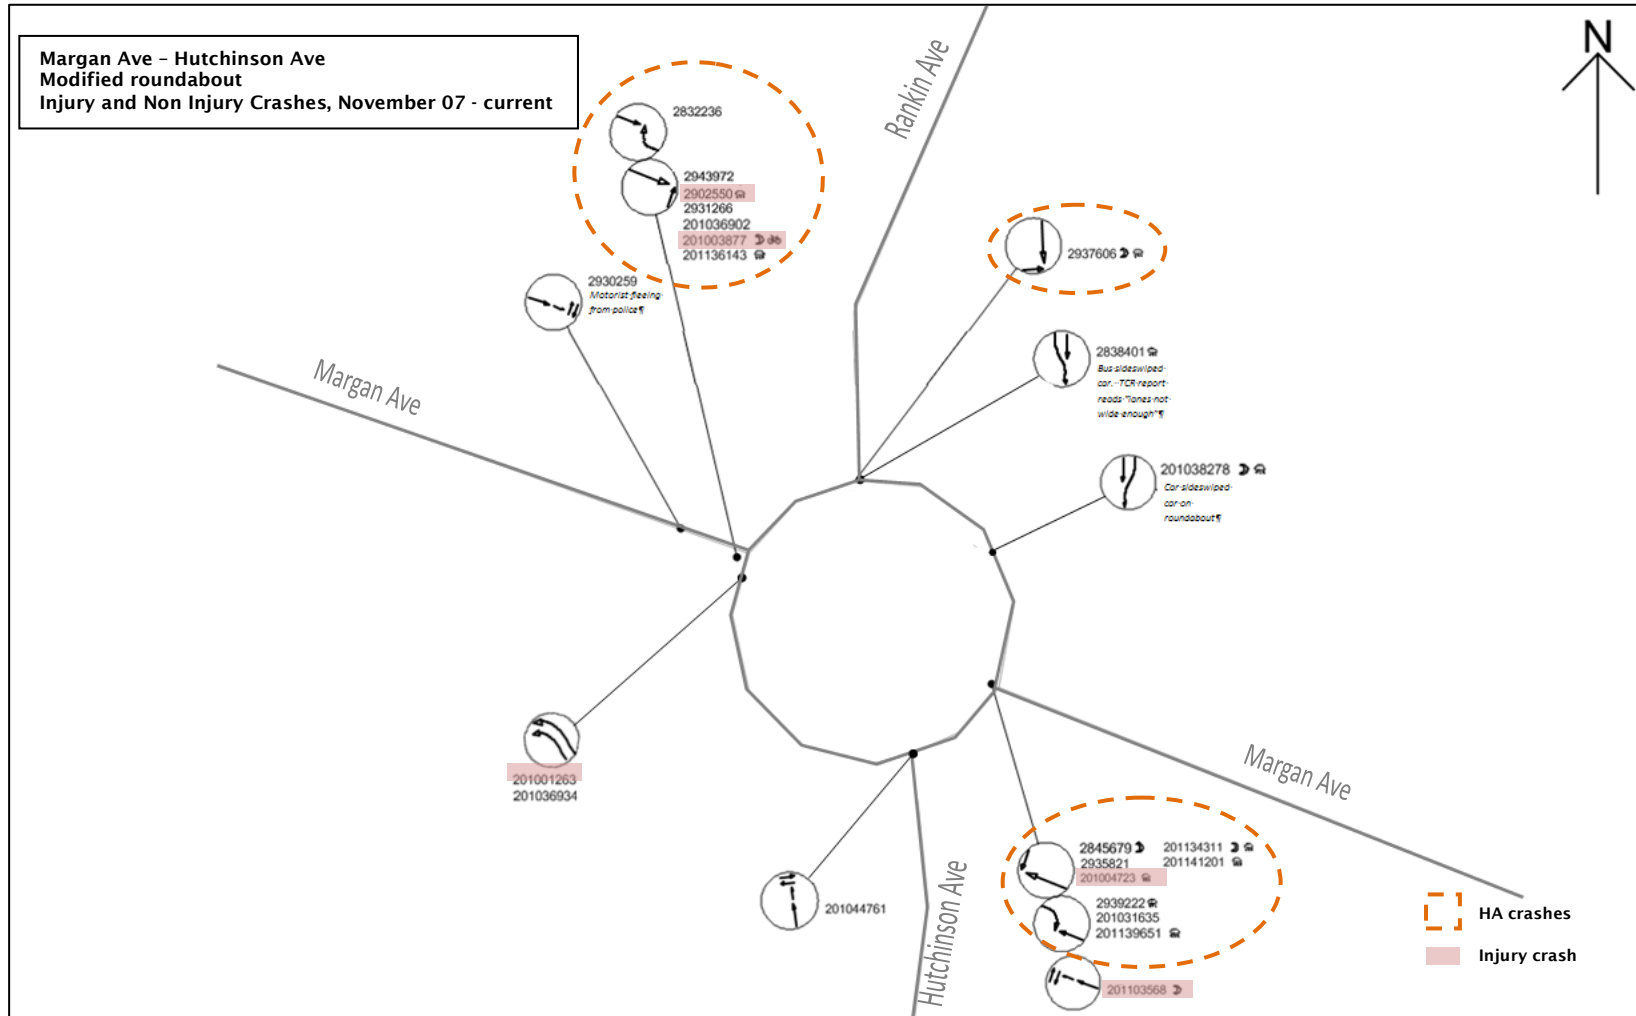 Margan Ave – Hutchinson Ave
Modified roundabout
Injury and Non Injury Crashes, November 07 - current
N
Rankin Ave
2832236
2943972
2902550
2931266
201036902
201003877
201136143
2937606
2930259
Motorist·fleeing·
from·police¶
2838401
Bus·sideswiped·
car.··TCR·report·
reads·"lanes·not·
wide·enough"¶
Margan Ave
201038278
Car·sideswiped·
car·on·
roundabout¶
201001263
201036934
Margan Ave
2845679
2935821
201004723
201134311
201141201
201044761
Hutchinson Ave
2939222
201031635
201139651
201103568
HA crashes
Injury crash